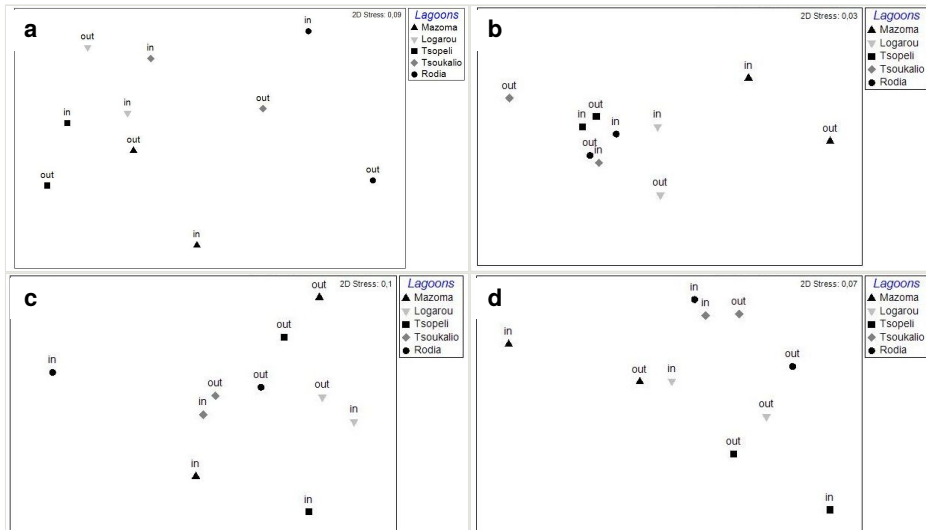 a
2D Stress: 0,09
Lagoons
Mazoma
Logarou
Tsopeli
Tsoukalio
Rodia
in
out
in
out
in
in
out
out
in
b
2D Stress: 0,03
Lagoons
Mazoma
Logarou
Tsopeli
Tsoukalio
Rodia
in
out
out
in
in
in
out
out
in
out
c
2D Stress: 0,1
Lagoons
Mazoma
Logarou
Tsopeli
Tsoukalio
Rodia
out
out
in
out
out
out
in
in
in
in
d
2D Stress: 0,07
Lagoons
Mazoma
Logarou
Tsopeli
Tsoukalio
Rodia
in
in
out
in
out
out
in
out
out
in